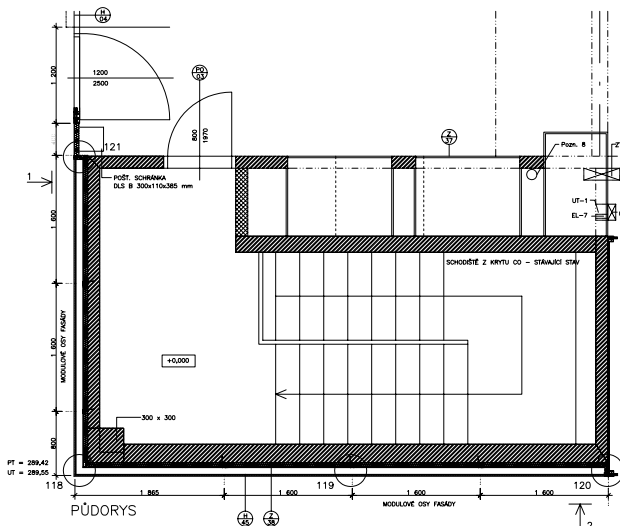 H
04
1200
2500
PO
03
800
1970
Z
37
1 200
121
Pozn. 8
1
POŠT. SCHRÁNKA
DLS B 300x110x385 mm
UT-1
EL-7
1 600
SCHODIŠTĚ Z KRYTU CO – STÁVAJÍCÍ STAV
MODULOVÉ OSY FASÁDY
1 600
±0,000
300 x 300
800
PT = 289,42
UT = 289,55
118
119
120
1 865
1 600
1 600
1 600
MODULOVÉ OSY FASÁDY
PŮDORYS
H
45
Z
38
2